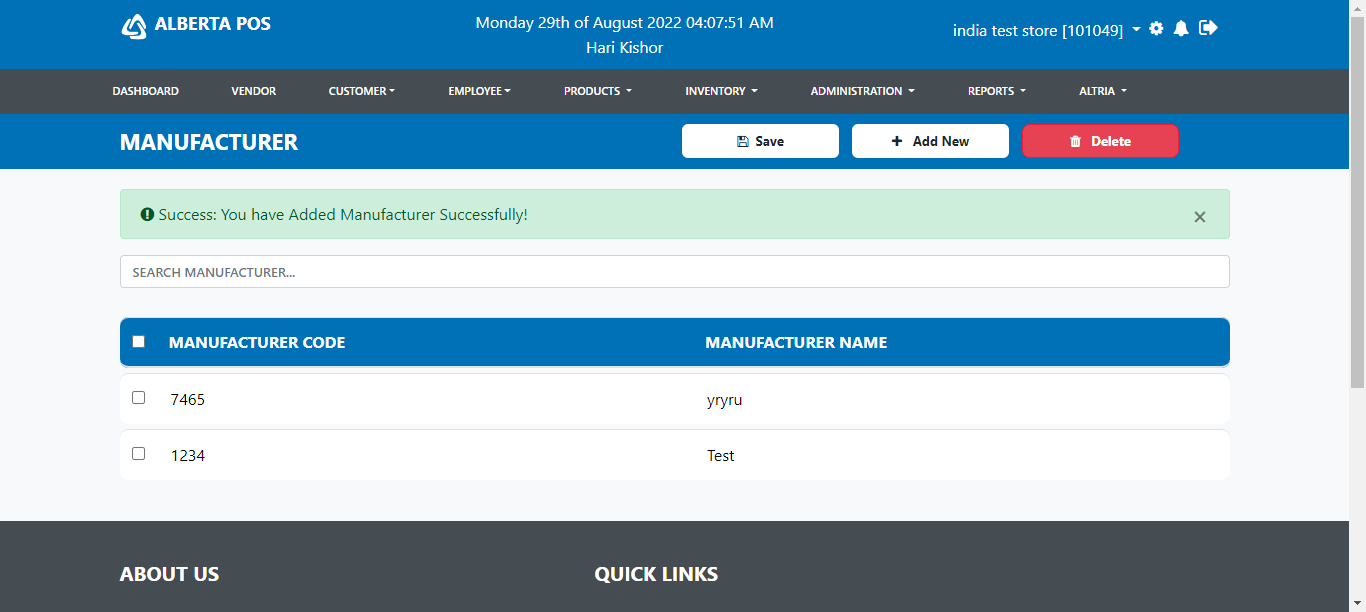 ALBERTA POS
Monday 29th of August 2022 04:07:51 AM
Hari Kishor
india test store [101049]
DASHBOARD VENDOR CUSTOMER EMPLOYEE PRODUCTS INVENTORY ADMINISTRATION REPORTS ALTRIA
MANUFACTURER
Save
Add New
Delete
Success: You have Added Manufacturer Successfully!
×
SEARCH MANUFACTURER...
MANUFACTURER CODE MANUFACTURER NAME
7465 yryru
1234 Test
ABOUT US QUICK LINKS